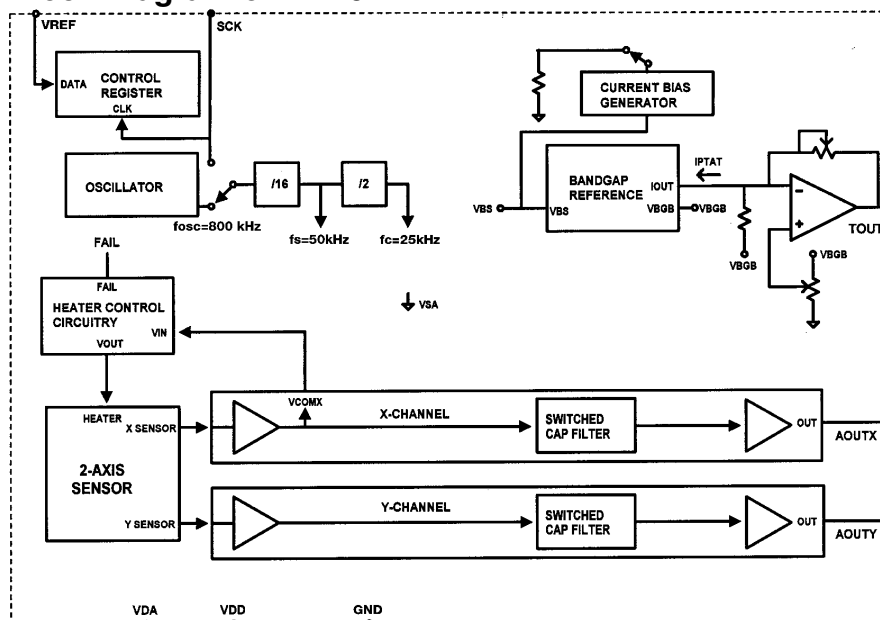 VREF
SCK
DATA
CONTROL
REGISTER
CLK
OSCILLATOR
/16
/2
fosc=800 kHz
fs=50kHz
fc=25kHz
CURRENT BIAS
GENERATOR
BANDGAP
REFERENCE
VBS
VBS
IOUT
VBGB
VBGB
IPTAT
VBGB
-
+
TOUT
VBGB
FAIL
FAIL
HEATER CONTROL
CIRCUITRY
VIN
VOUT
VSA
HEATER
X SENSOR
2-AXIS
SENSOR
Y SENSOR
VCOMX
X-CHANNEL
SWITCHED
CAP FILTER
OUT
AOUTX
Y-CHANNEL
SWITCHED
CAP FILTER
OUT
AOUTY
VDA
VDD
GND